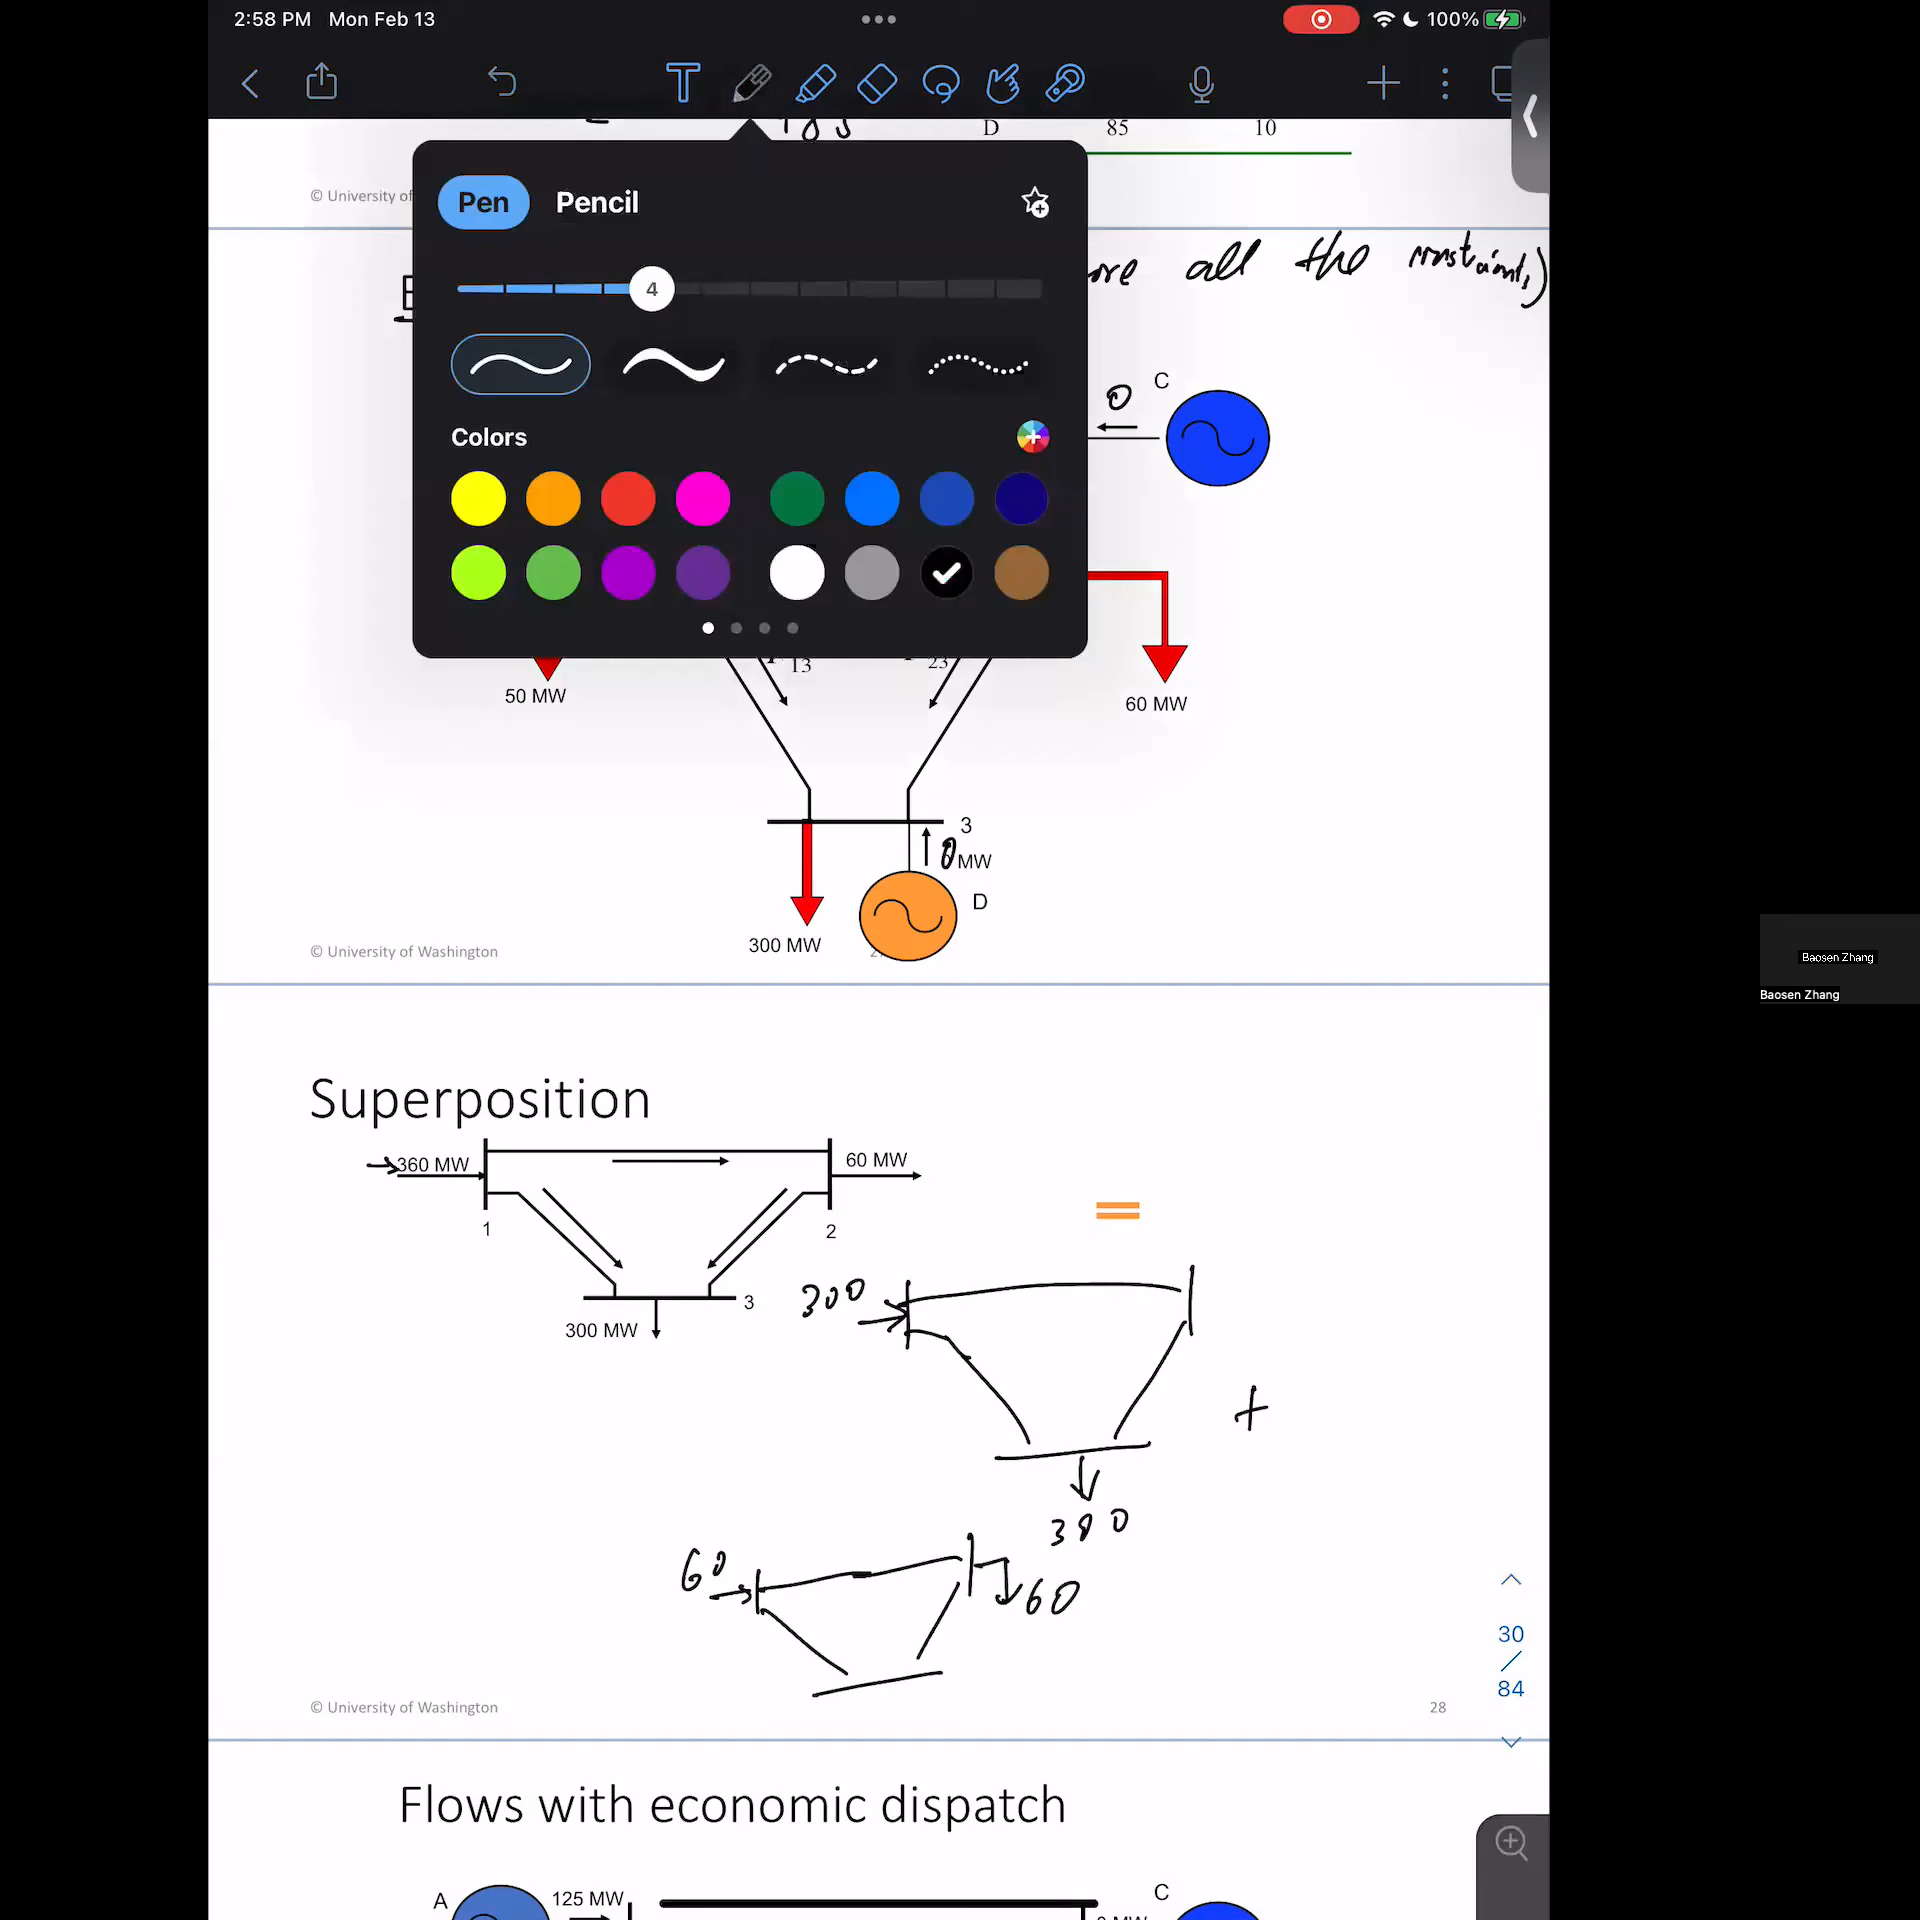 2:58 PM Mon Feb 13
100%
D 85 10
© University of
Pen Pencil
all the
4
Colors
0 C
13 23
50 MW
60 MW
3
0 MW
D
300 MW
© University of Washington
Baosen Zhang
Baosen Zhang
Superposition
360 MW
60 MW
1
2
3
300
300 MW
+
300
60
60
30
84
© University of Washington
28
Flows with economic dispatch
A 125 MW C